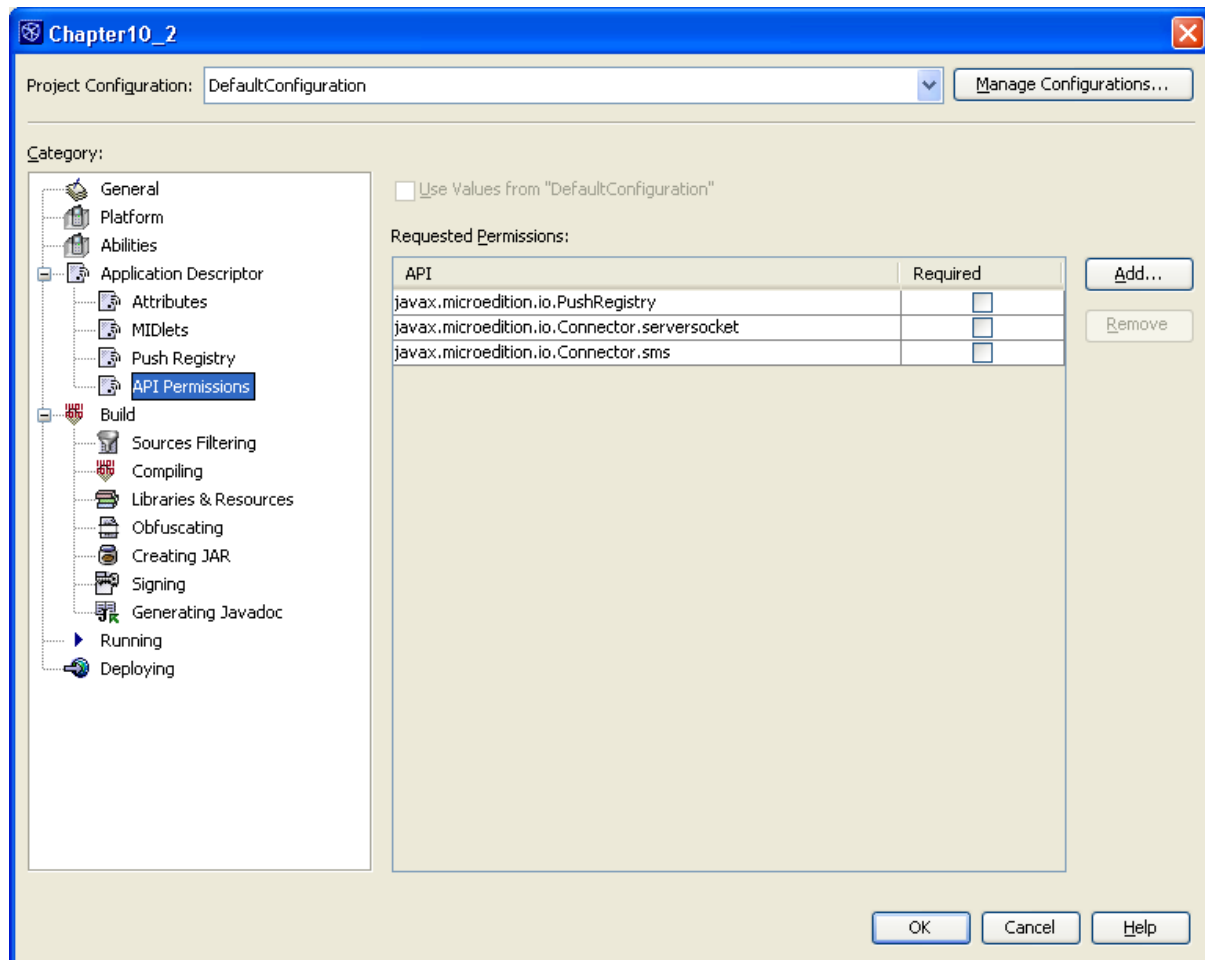 Chapter10_2
Project Configuration: DefaultConfiguration Manage Configurations...
Category:
General
Platform
Abilities
Application Descriptor
Attributes
MIDlets
Push Registry
API Permissions
Build
Sources Filtering
Compiling
Libraries & Resources
Obfuscating
Creating JAR
Signing
Generating Javadoc
Running
Deploying
Use Values from "DefaultConfiguration"
Requested Permissions:
API Required
javax.microedition.io.PushRegistry
javax.microedition.io.Connector.serversocket
javax.microedition.io.Connector.sms
Add...
Remove
OK Cancel Help